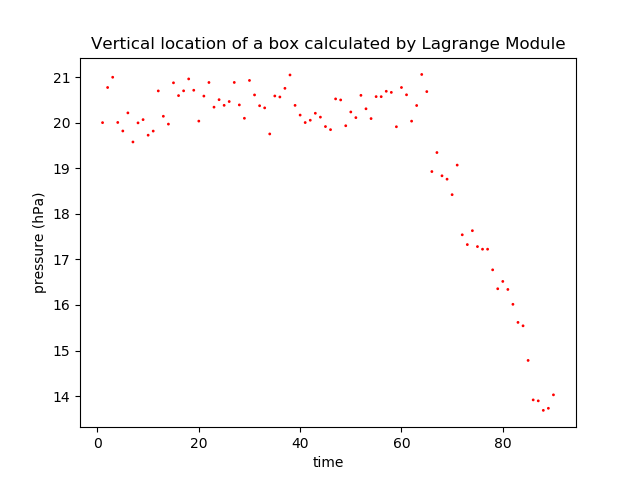 Vertical location of a box calculated by Lagrange Module
21
20
19
18
17
16
15
14
pressure (hPa)
0 20 40 60 80
time